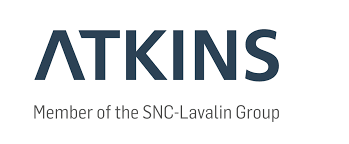 ATKINS
Member of the SNC-Lavalin Group